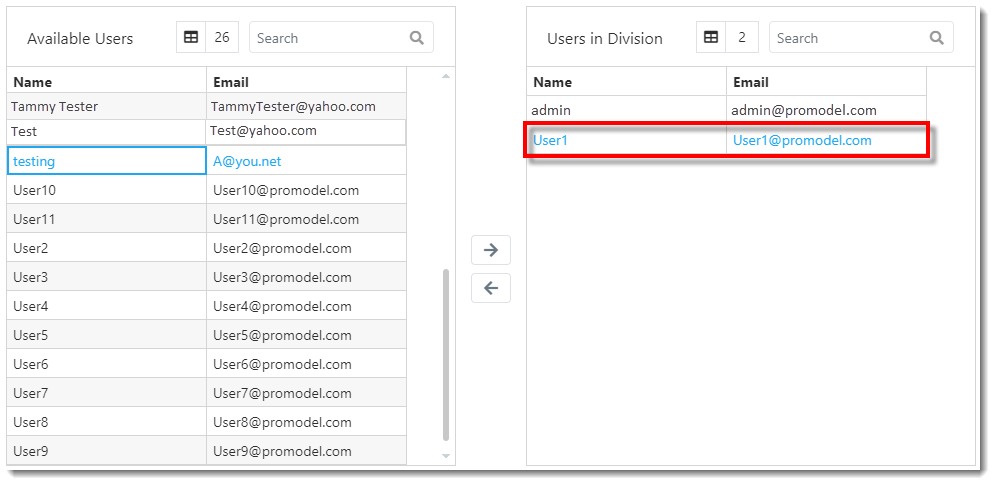 Available Users 26 Search
Name Email
Tammy Tester TammyTester@yahoo.com
Test Test@yahoo.com
testing A@you.net
User10 User10@promodel.com
User11 User11@promodel.com
User2 User2@promodel.com
User3 User3@promodel.com
User4 User4@promodel.com
User5 User5@promodel.com
User6 User6@promodel.com
User7 User7@promodel.com
User8 User8@promodel.com
User9 User9@promodel.com
Users in Division 2 Search
Name Email
admin admin@promodel.com
User1 User1@promodel.com